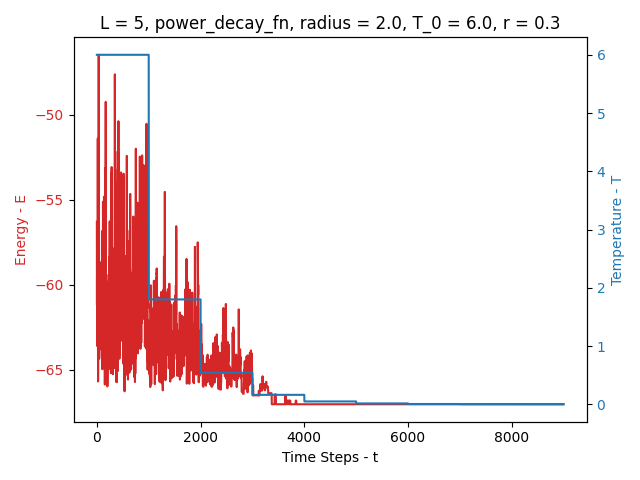 L = 5, power_decay_fn, radius = 2.0, T_0 = 6.0, r = 0.3
Energy - E
−50
−55
−60
−65
6
5
4
3
2
1
0
Temperature - T
0 2000 4000 6000 8000
Time Steps - t